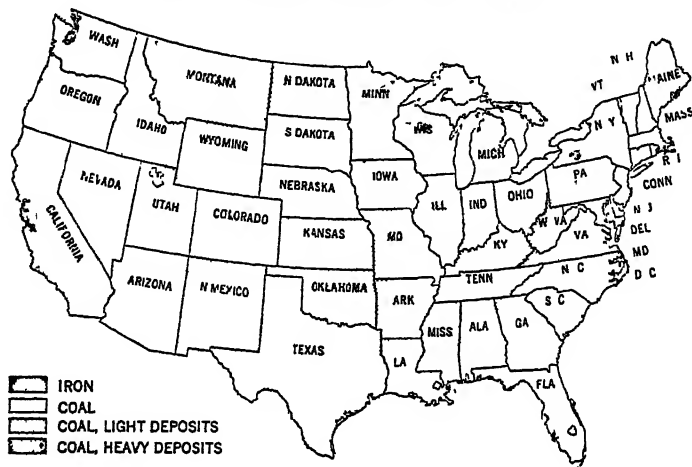 N H
WASH
VT
MAINE
MONTANA
N DAKOTA
MINN
OREGON
N Y
MASS
IDAHO
S DAKOTA
WIS
WYOMING
MICH
R I
CONN
NEBRASKA
IOWA
PA
NEVADA
OHIO
N J
UTAH
ILL
IND
COLORADO
W VA
DEL
CALIFORNIA
KANSAS
MO
VA
KY
MD
N C
D C
TENN
ARIZONA
N MEXICO
OKLAHOMA
ARK
S C
TEXAS
MISS
ALA
GA
LA
FLA
IRON
COAL
COAL, LIGHT DEPOSITS
COAL, HEAVY DEPOSITS